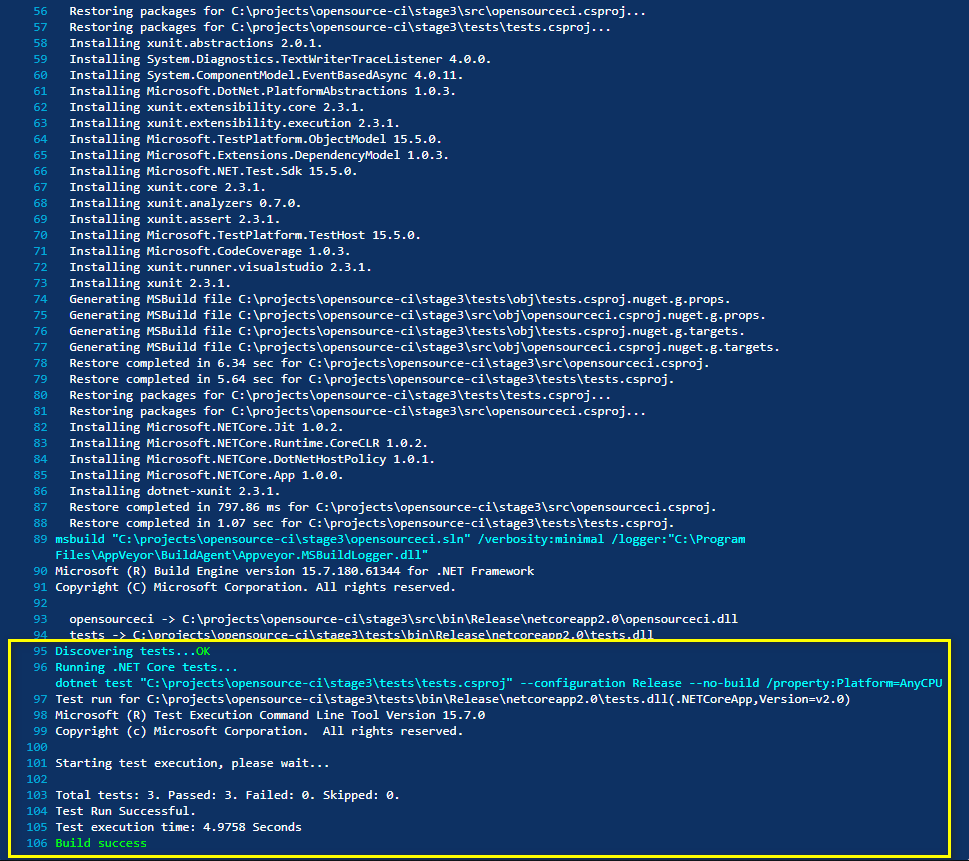 56 Restoring packages for C:\projects\opensource-ci\stage3\src\opensourceci.csproj...
57 Restoring packages for C:\projects\opensource-ci\stage3\tests\tests.csproj...
58 Installing xunit.abstractions 2.0.1.
59 Installing System.Diagnostics.TextWriterTraceListener 4.0.0.
60 Installing System.ComponentModel.EventBasedAsync 4.0.11.
61 Installing Microsoft.DotNet.PlatformAbstractions 1.0.3.
62 Installing xunit.extensibility.core 2.3.1.
63 Installing xunit.extensibility.execution 2.3.1.
64 Installing Microsoft.TestPlatform.ObjectModel 15.5.0.
65 Installing Microsoft.Extensions.DependencyModel 1.0.3.
66 Installing Microsoft.NET.Test.Sdk 15.5.0.
67 Installing xunit.core 2.3.1.
68 Installing xunit.analyzers 0.7.0.
69 Installing xunit.assert 2.3.1.
70 Installing Microsoft.TestPlatform.TestHost 15.5.0.
71 Installing Microsoft.CodeCoverage 1.0.3.
72 Installing xunit.runner.visualstudio 2.3.1.
73 Installing xunit 2.3.1.
74 Generating MSBuild file C:\projects\opensource-ci\stage3\tests\obj\tests.csproj.nuget.g.props.
75 Generating MSBuild file C:\projects\opensource-ci\stage3\src\obj\opensourceci.csproj.nuget.g.props.
76 Generating MSBuild file C:\projects\opensource-ci\stage3\tests\obj\tests.csproj.nuget.g.targets.
77 Generating MSBuild file C:\projects\opensource-ci\stage3\src\obj\opensourceci.csproj.nuget.g.targets.
78 Restore completed in 6.34 sec for C:\projects\opensource-ci\stage3\src\opensourceci.csproj.
79 Restore completed in 5.64 sec for C:\projects\opensource-ci\stage3\tests\tests.csproj.
80 Restoring packages for C:\projects\opensource-ci\stage3\tests\tests.csproj...
81 Restoring packages for C:\projects\opensource-ci\stage3\src\opensourceci.csproj...
82 Installing Microsoft.NETCore.Jit 1.0.2.
83 Installing Microsoft.NETCore.Runtime.CoreCLR 1.0.2.
84 Installing Microsoft.NETCore.DotNetHostPolicy 1.0.1.
85 Installing Microsoft.NETCore.App 1.0.0.
86 Installing dotnet-xunit 2.3.1.
87 Restore completed in 797.86 ms for C:\projects\opensource-ci\stage3\src\opensourceci.csproj.
88 Restore completed in 1.07 sec for C:\projects\opensource-ci\stage3\tests\tests.csproj.
89 msbuild "C:\projects\opensource-ci\stage3\opensourceci.sln" /verbosity:minimal /logger:"C:\Program
Files\AppVeyor\BuildAgent\Appveyor.MSBuildLogger.dll"
90 Microsoft (R) Build Engine version 15.7.180.61344 for .NET Framework
91 Copyright (C) Microsoft Corporation. All rights reserved.
92
93 opensourceci -> C:\projects\opensource-ci\stage3\src\bin\Release\netcoreapp2.0\opensourceci.dll
94 tests -> C:\projects\opensource-ci\stage3\tests\bin\Release\netcoreapp2.0\tests.dll
95 Discovering tests...OK
96 Running .NET Core tests...
dotnet test "C:\projects\opensource-ci\stage3\tests\tests.csproj" --configuration Release --no-build /property:Platform=AnyCPU
97 Test run for C:\projects\opensource-ci\stage3\tests\bin\Release\netcoreapp2.0\tests.dll(.NETCoreApp,Version=v2.0)
98 Microsoft (R) Test Execution Command Line Tool Version 15.7.0
99 Copyright (c) Microsoft Corporation.  All rights reserved.
100
101 Starting test execution, please wait...
102
103 Total tests: 3. Passed: 3. Failed: 0. Skipped: 0.
104 Test Run Successful.
105 Test execution time: 4.9758 Seconds
106 Build success